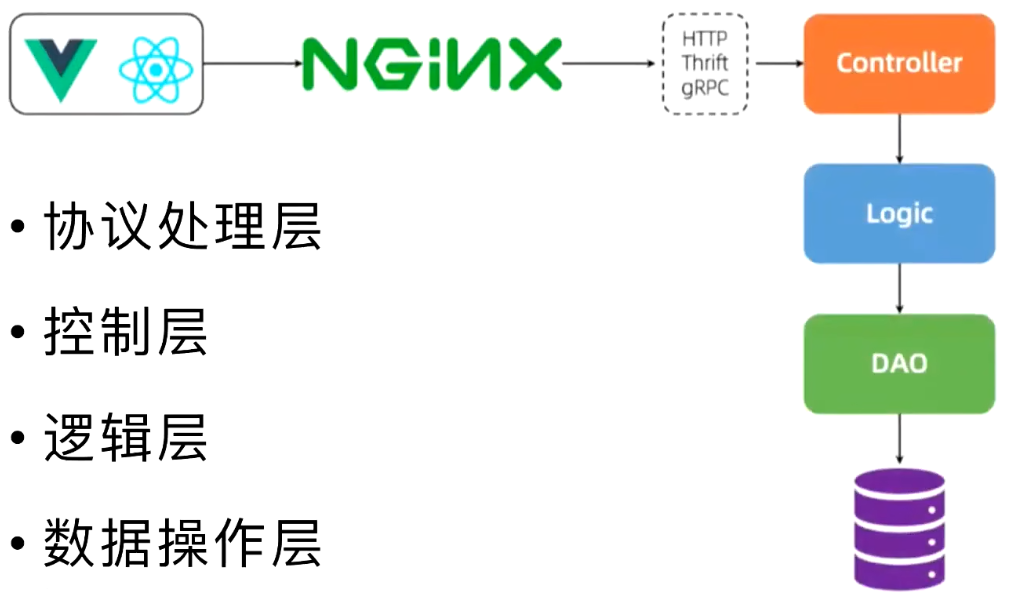 NGINX
HTTP
Thrift
gRPC
Controller
Logic
DAO
• 协议处理层
• 控制层
• 逻辑层
• 数据操作层